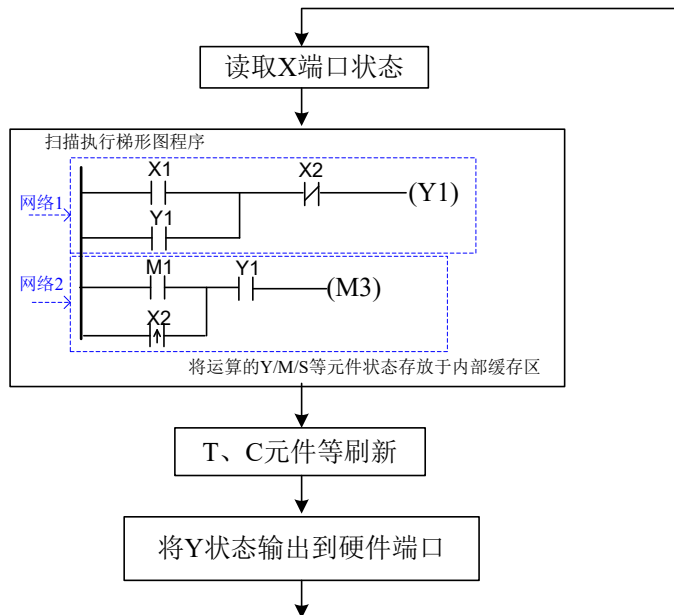 读取X端口状态
扫描执行梯形图程序
X1
X2
网络1
(Y1)
Y1
M1
Y1
网络2
(M3)
X2
将运算的Y/M/S等元件状态存放于内部缓存区
T、C元件等刷新
将Y状态输出到硬件端口